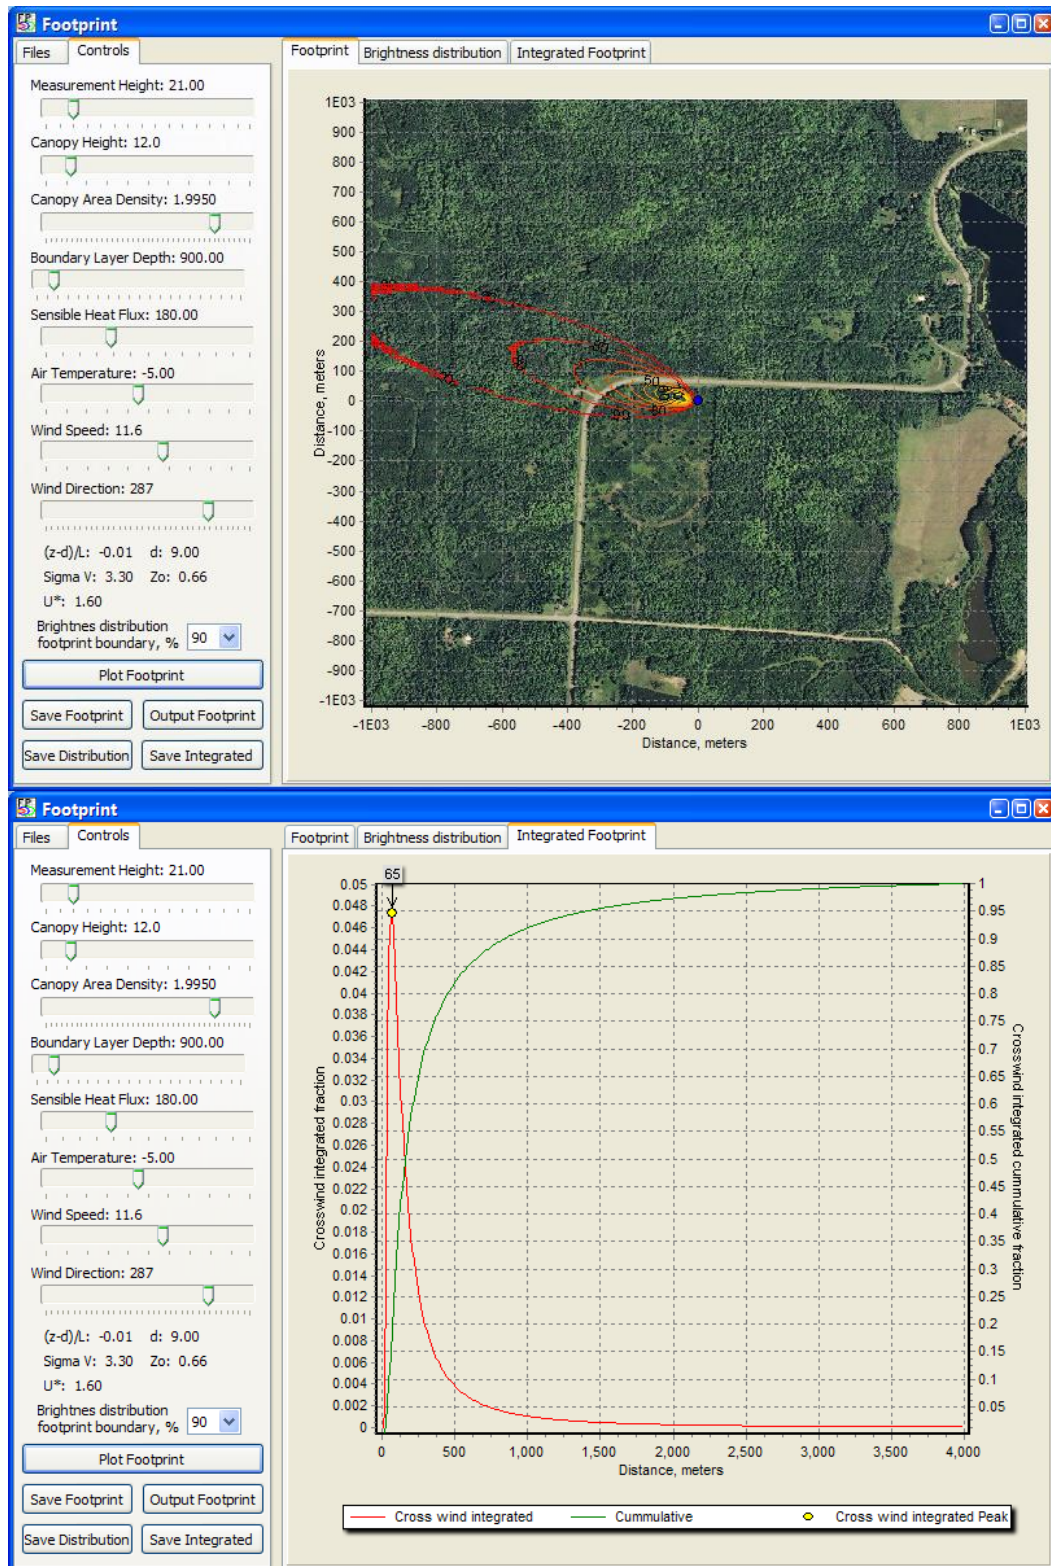 Footprint
Files Controls
Footprint Brightness distribution Integrated Footprint
Measurement Height: 21.00
Canopy Height: 12.0
Canopy Area Density: 1.9950
Boundary Layer Depth: 900.00
Sensible Heat Flux: 180.00
Air Temperature: -5.00
Wind Speed: 11.6
Wind Direction: 287
(z-d)/L: -0.01 d: 9.00
Sigma V: 3.30 Zo: 0.66
U*: 1.60
Brightnes distribution
footprint boundary, % 90
Plot Footprint
Save Footprint Output Footprint
Save Distribution Save Integrated
Distance, meters
1E03
900
800
700
600
500
400
300
200
100
0
-100
-200
-300
-400
-500
-600
-700
-800
-900
-1E03
50
-1E03 -800 -600 -400 -200 0 200 400 600 800 1E03
Distance, meters
Footprint
Files Controls
Footprint Brightness distribution Integrated Footprint
Measurement Height: 21.00
Canopy Height: 12.0
Canopy Area Density: 1.9950
Boundary Layer Depth: 900.00
Sensible Heat Flux: 180.00
Air Temperature: -5.00
Wind Speed: 11.6
Wind Direction: 287
(z-d)/L: -0.01 d: 9.00
Sigma V: 3.30 Zo: 0.66
U*: 1.60
Brightnes distribution
footprint boundary, % 90
Plot Footprint
Save Footprint Output Footprint
Save Distribution Save Integrated
65
Crosswind integrated fraction
0.05
0.048
0.046
0.044
0.042
0.04
0.038
0.036
0.034
0.032
0.03
0.028
0.026
0.024
0.022
0.02
0.018
0.016
0.014
0.012
0.01
0.008
0.006
0.004
0.002
0
1
0.95
0.9
0.85
0.8
0.75
0.7
0.65
0.6
0.55
0.5
0.45
0.4
0.35
0.3
0.25
0.2
0.15
0.1
0.05
Crosswind integrated cummulative fraction
0 500 1,000 1,500 2,000 2,500 3,000 3,500 4,000
Distance, meters
Cross wind integrated Cummulative Cross wind integrated Peak